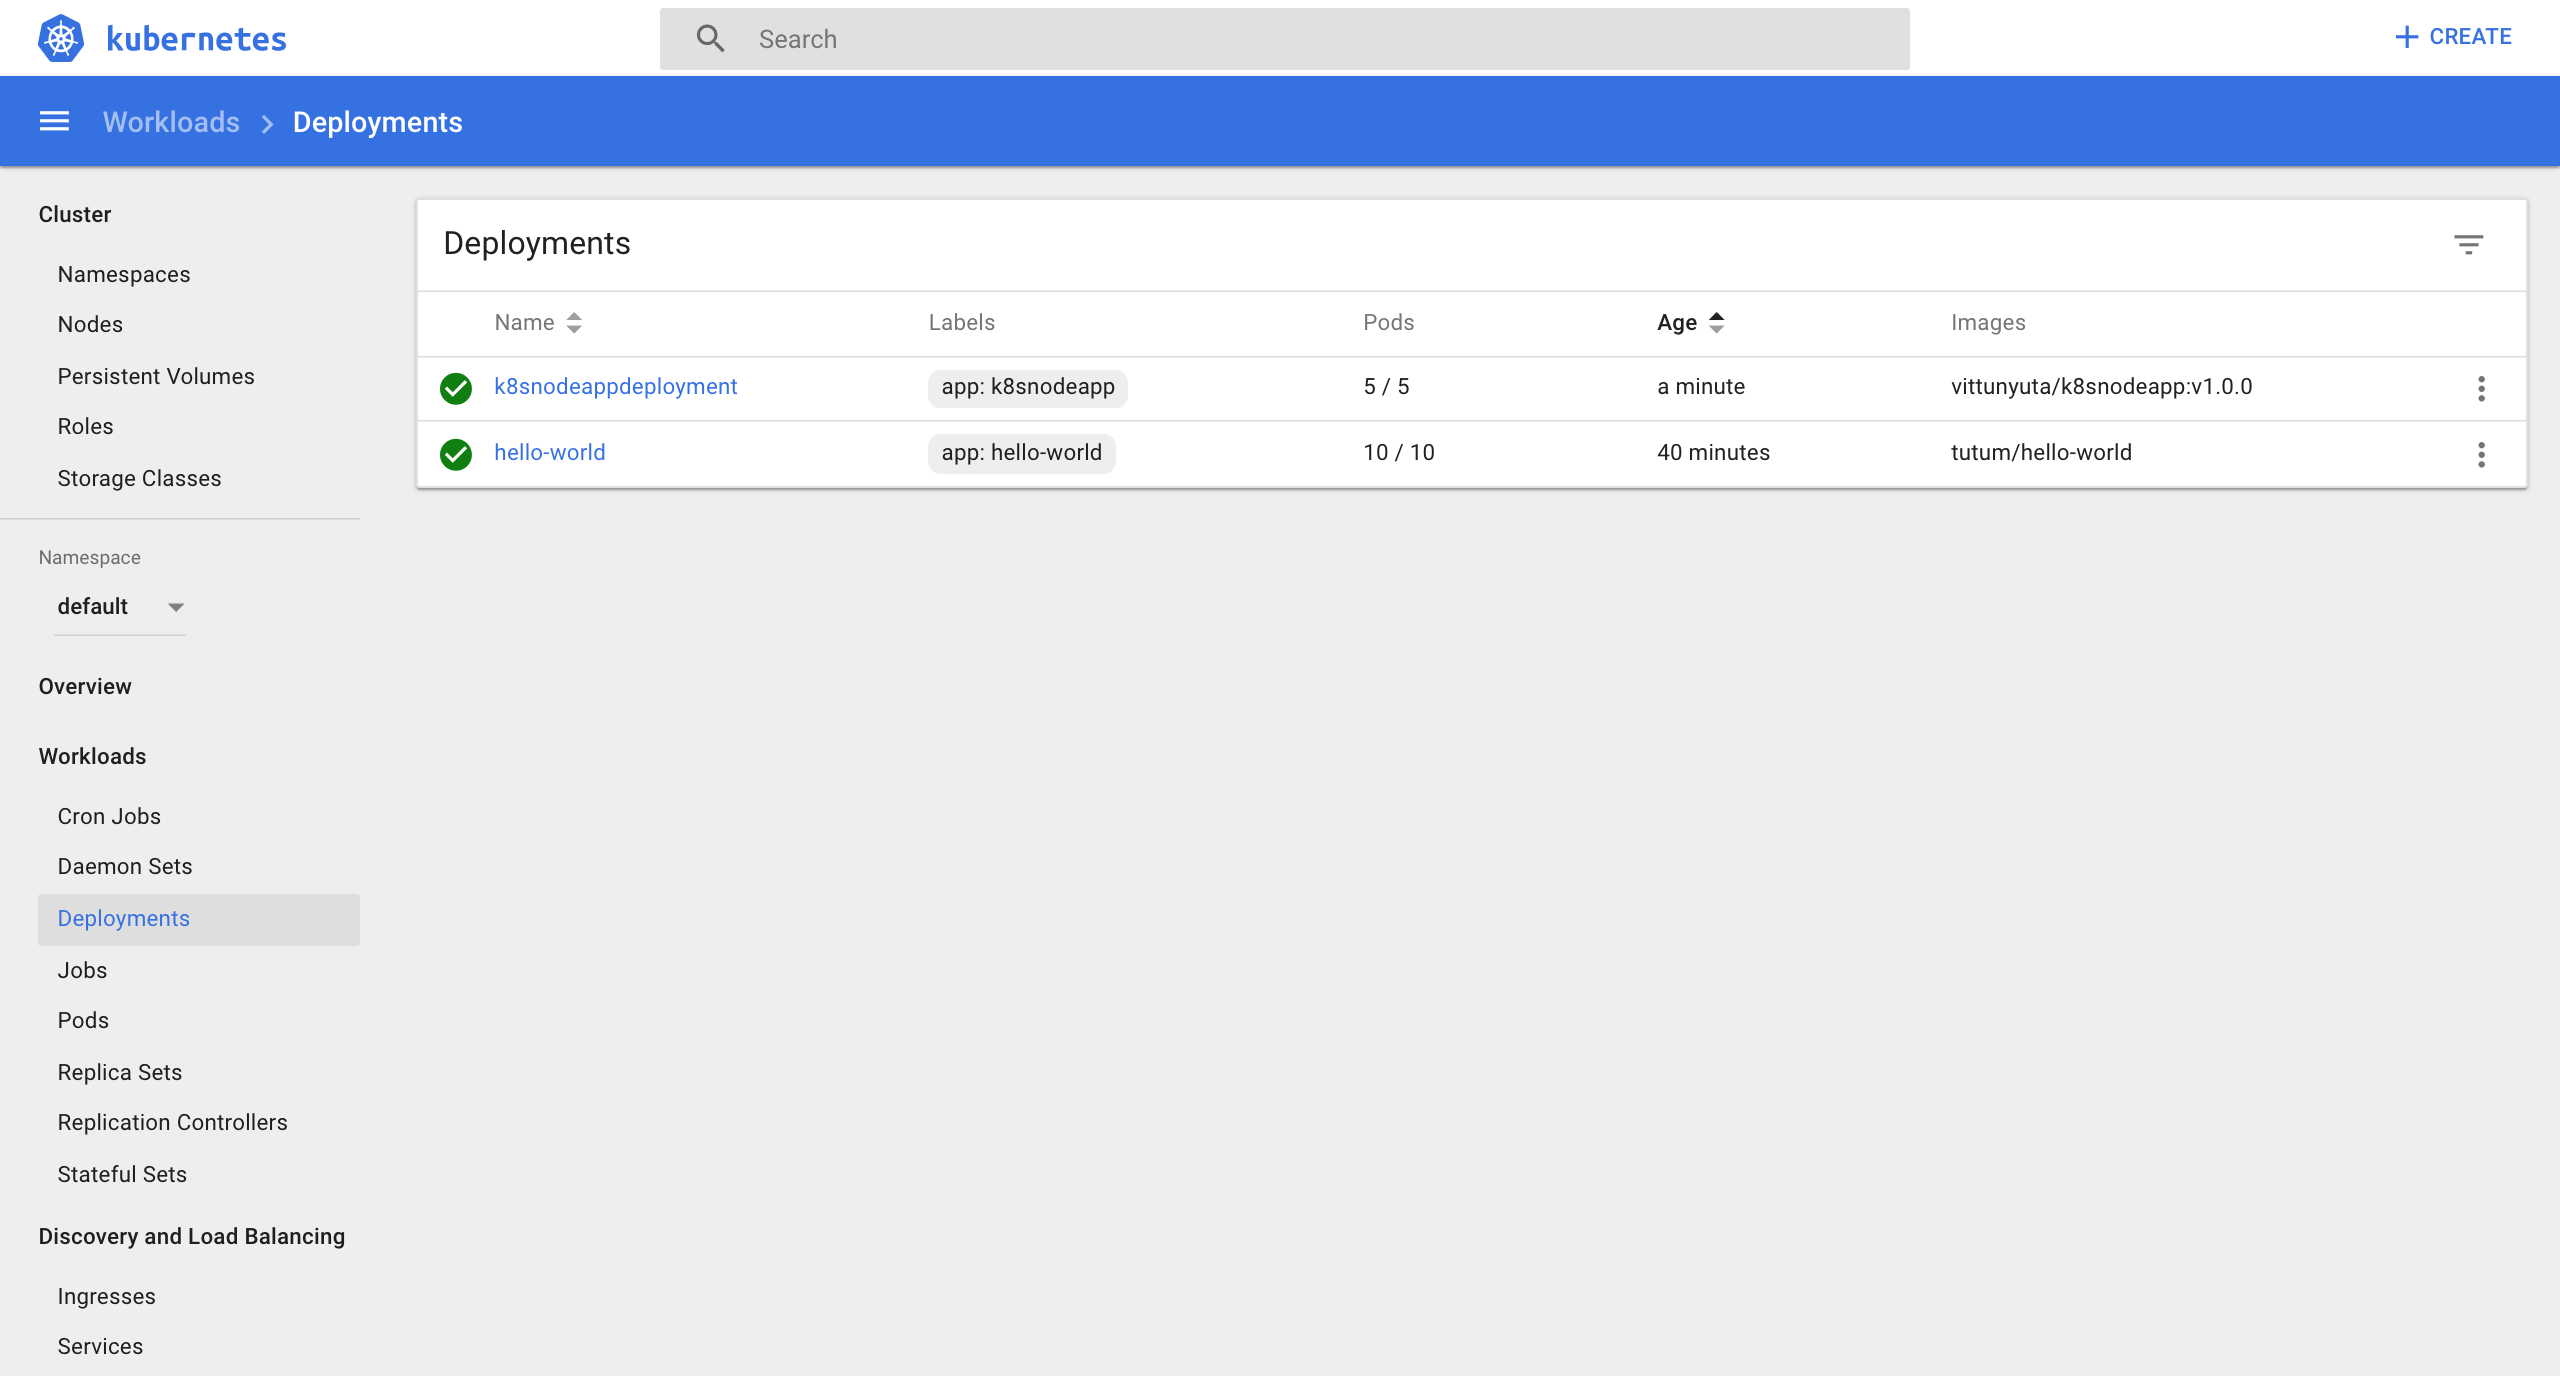 kubernetes
Search
CREATE
Workloads
Deployments
Cluster
Namespaces
Nodes
Persistent Volumes
Roles
Storage Classes
Namespace
default
Overview
Workloads
Cron Jobs
Daemon Sets
Deployments
Jobs
Pods
Replica Sets
Replication Controllers
Stateful Sets
Discovery and Load Balancing
Ingresses
Services
Deployments
Name Labels Pods Age Images
k8snodeappdeployment app: k8snodeapp 5 / 5 a minute vittunyuta/k8snodeapp:v1.0.0
hello-world app: hello-world 10 / 10 40 minutes tutum/hello-world